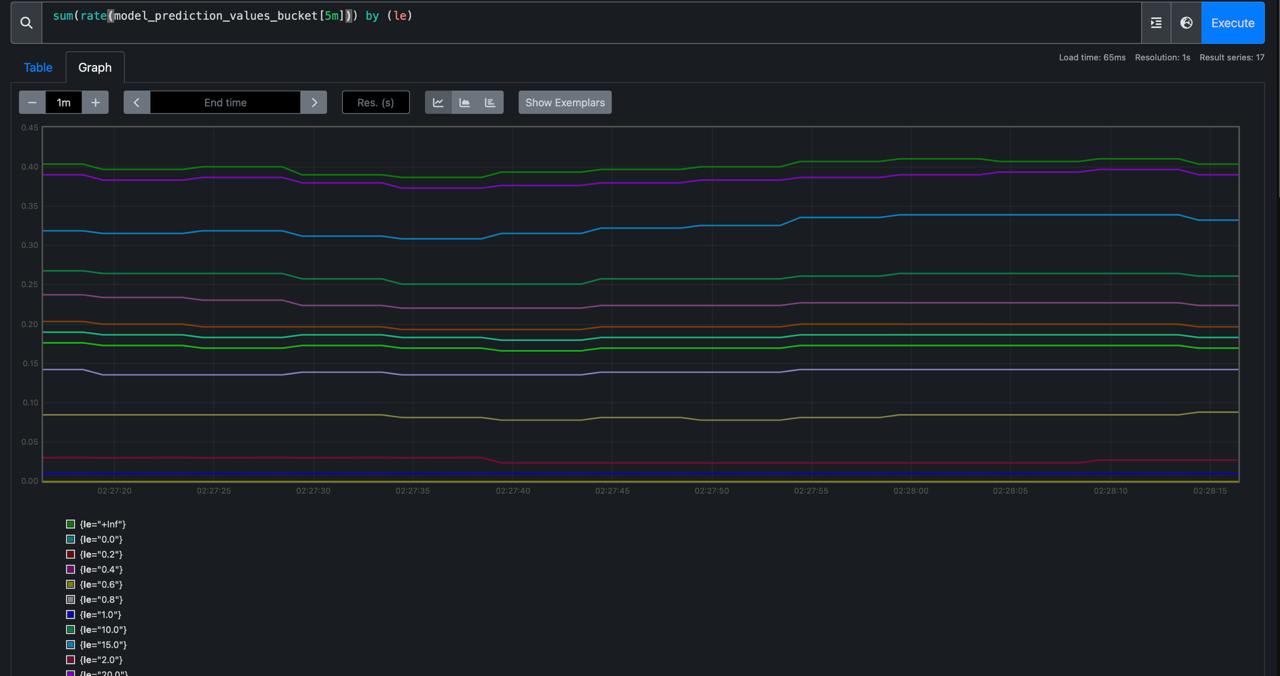 sum(rate(model_prediction_values_bucket[5m])) by (le)
Execute
Table
Graph
Load time: 65ms Resolution: 1s Result series: 17
− 1m +
End time
Res. (s)
Show Exemplars
0.45
0.40
0.35
0.30
0.25
0.20
0.15
0.10
0.05
0.00
02:27:20 02:27:25 02:27:30 02:27:35 02:27:40 02:27:45 02:27:50 02:27:55 02:28:00 02:28:05 02:28:10 02:28:15
{le="+Inf"}
{le="0.0"}
{le="0.2"}
{le="0.4"}
{le="0.6"}
{le="0.8"}
{le="1.0"}
{le="10.0"}
{le="15.0"}
{le="2.0"}
{le="20.0"}